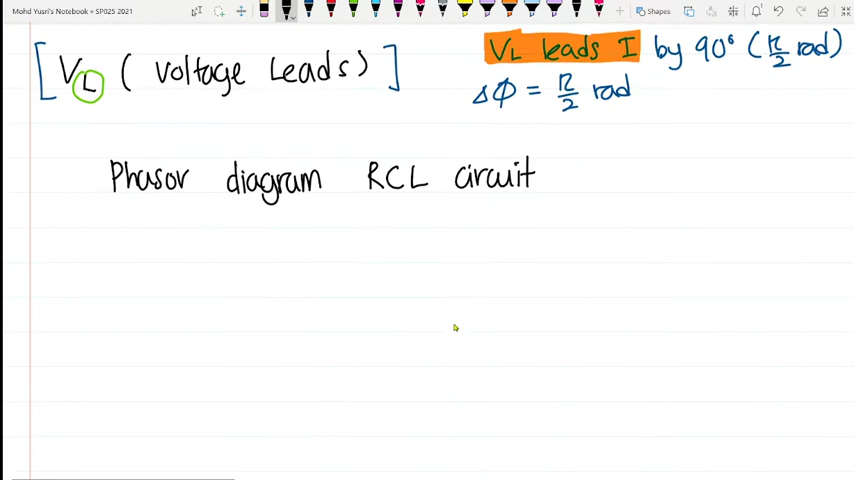 Mohd Yusri's Notebook » SP025 2021
Shapes
[VL (Voltage Leads)]
VL leads I by 90° (π/2 rad)
Δϕ = π/2 rad
Phasor diagram RCL circuit